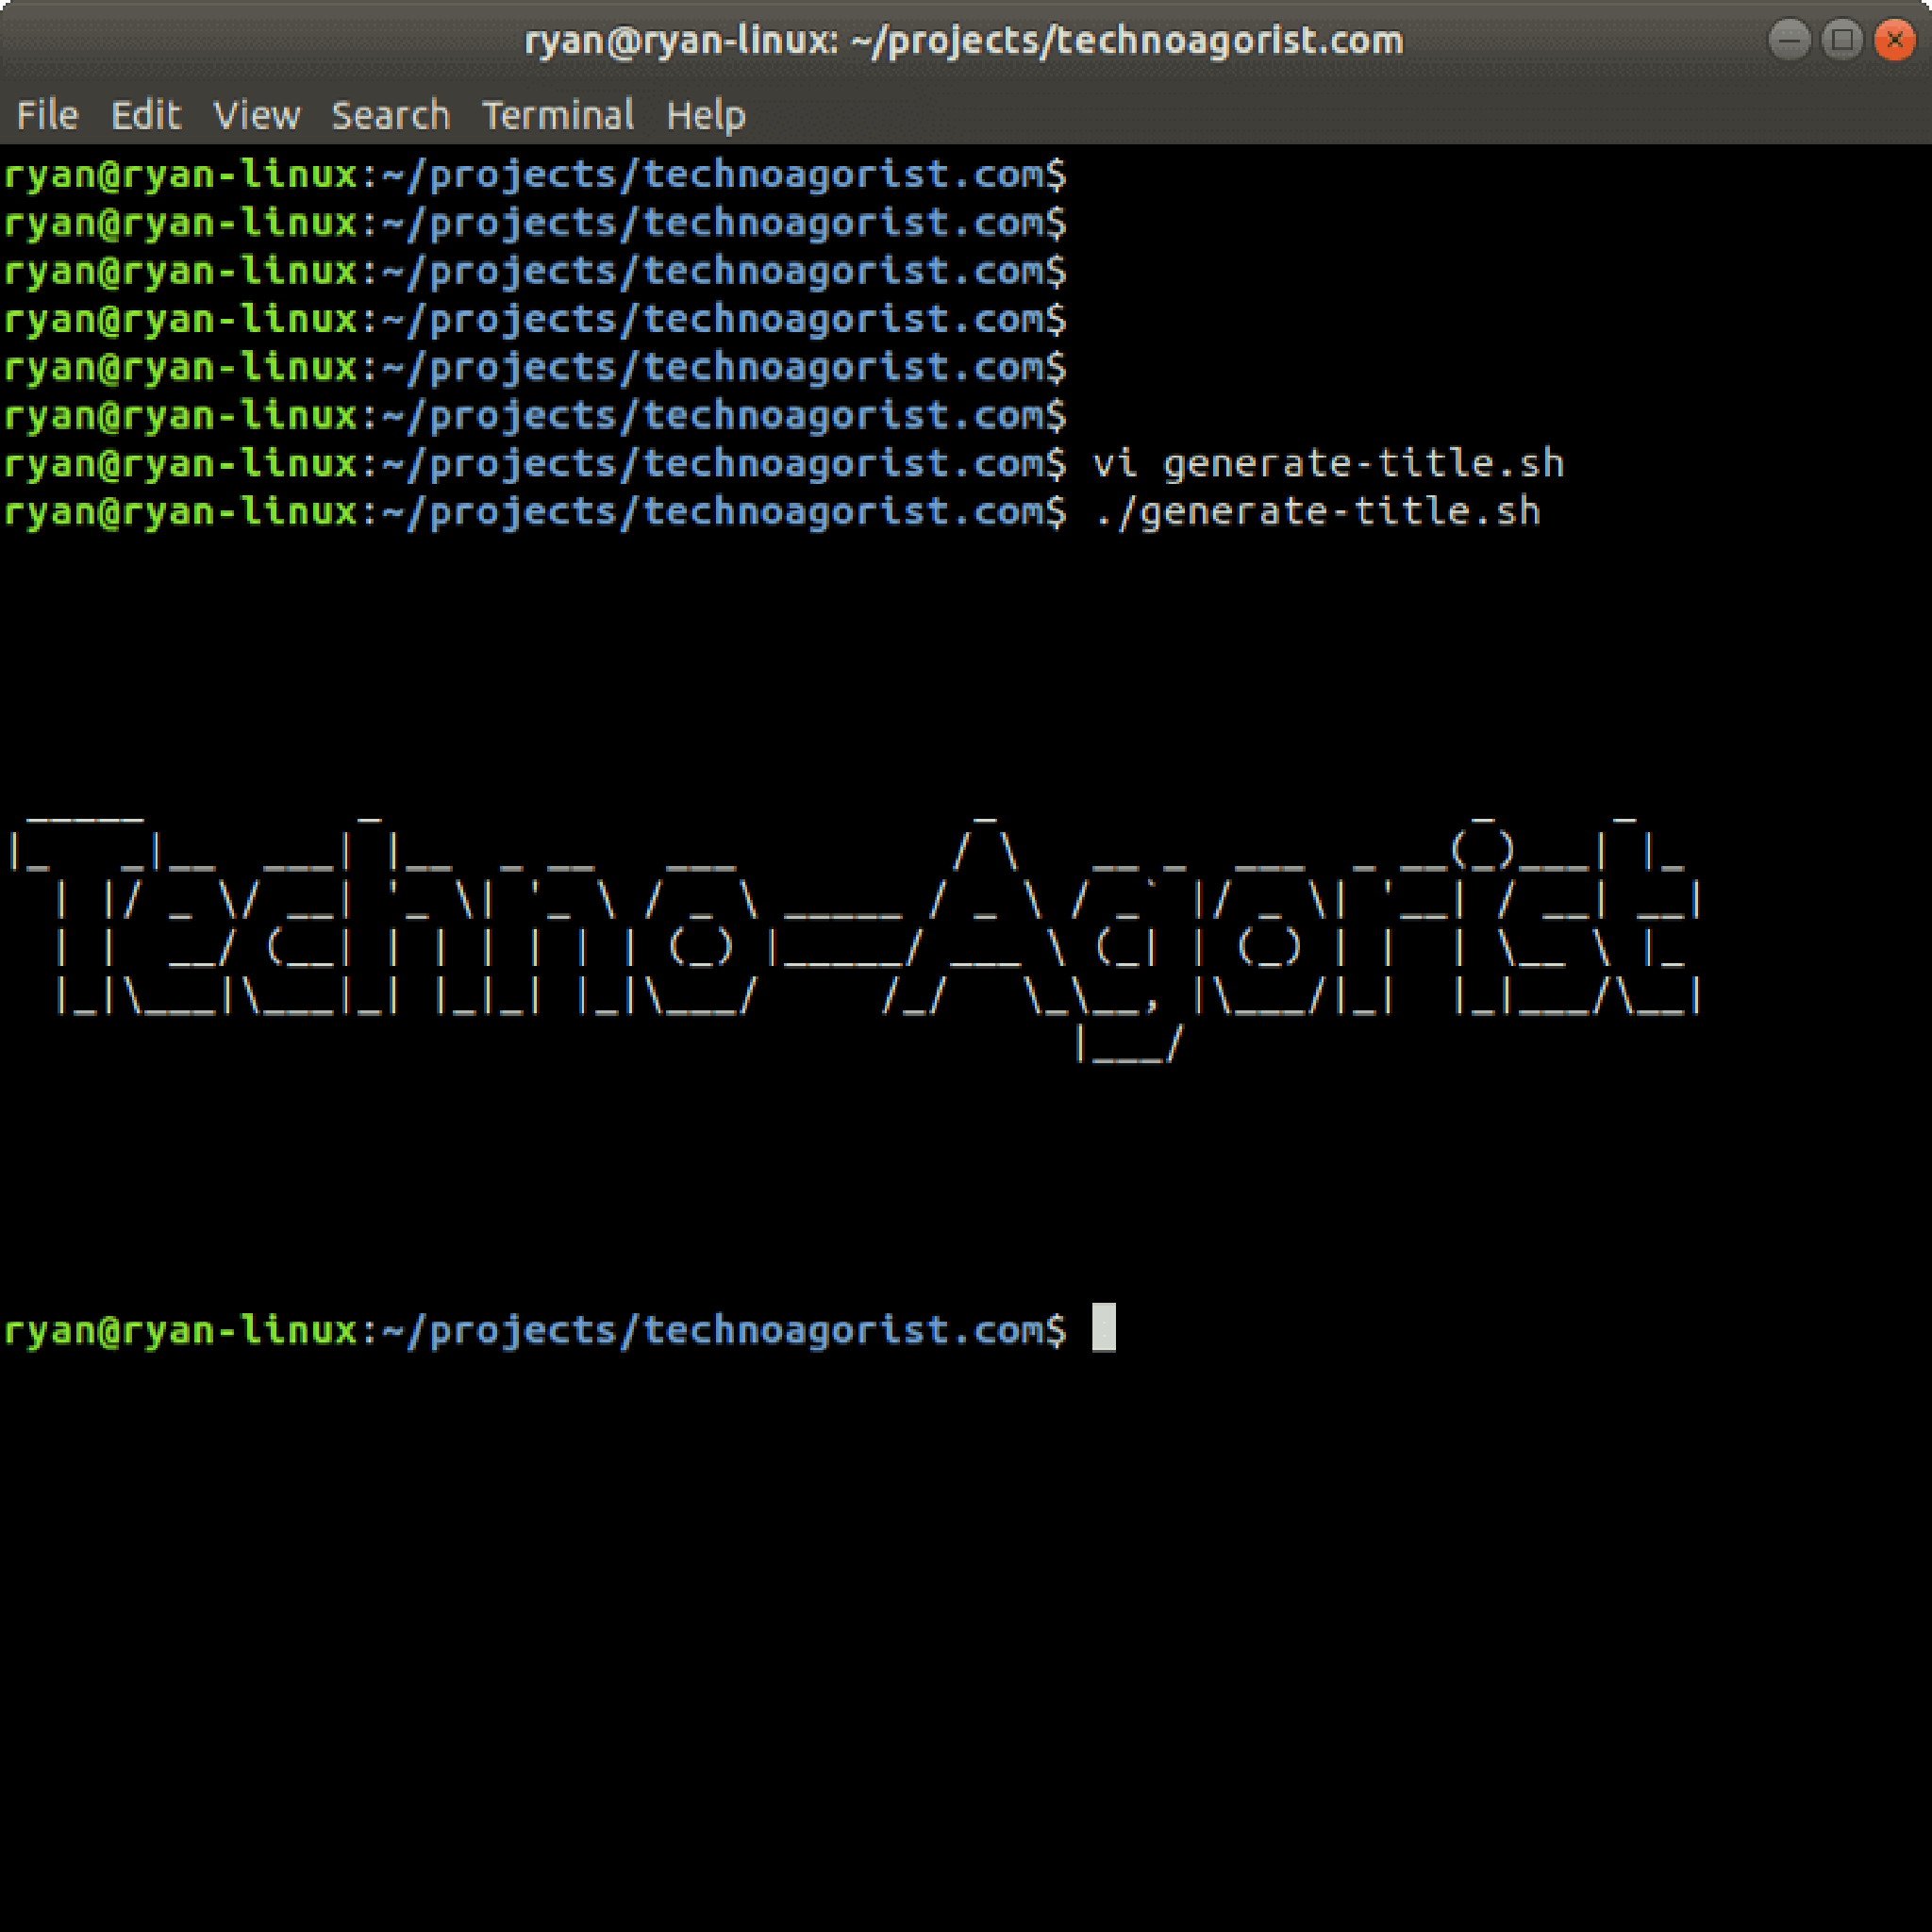 ryan@ryan-linux: ~/projects/technoagorist.com
File Edit View Search Terminal Help
ryan@ryan-linux:~/projects/technoagorist.com$
ryan@ryan-linux:~/projects/technoagorist.com$
ryan@ryan-linux:~/projects/technoagorist.com$
ryan@ryan-linux:~/projects/technoagorist.com$
ryan@ryan-linux:~/projects/technoagorist.com$
ryan@ryan-linux:~/projects/technoagorist.com$
ryan@ryan-linux:~/projects/technoagorist.com$ vi generate-title.sh
ryan@ryan-linux:~/projects/technoagorist.com$ ./generate-title.sh
Techno-Agorist
ryan@ryan-linux:~/projects/technoagorist.com$